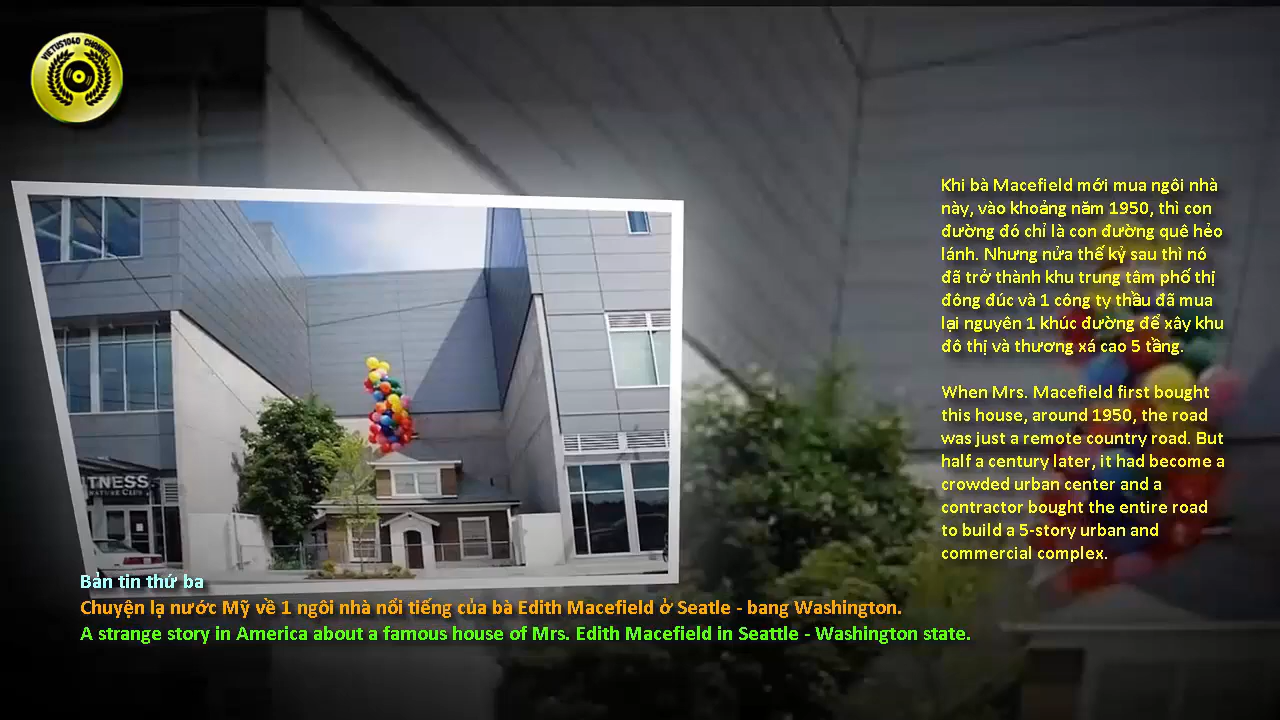 VIETUS1040 CHANNEL
Khi bà Macefield mới mua ngôi nhà
này, vào khoảng năm 1950, thì con
đường đó chỉ là con đường quê hẻo
lánh. Nhưng nửa thế kỷ sau thì nó
đã trở thành khu trung tâm phố thị
đông đúc và 1 công ty thầu đã mua
lại nguyên 1 khúc đường để xây khu
đô thị và thương xá cao 5 tầng.
When Mrs. Macefield first bought
this house, around 1950, the road
was just a remote country road. But
half a century later, it had become a
crowded urban center and a
contractor bought the entire road
to build a 5-story urban and
commercial complex.
ITNESS
Bản tin thứ ba
Chuyện lạ nước Mỹ về 1 ngôi nhà nổi tiếng của bà Edith Macefield ở Seatle - bang Washington.
A strange story in America about a famous house of Mrs. Edith Macefield in Seattle - Washington state.